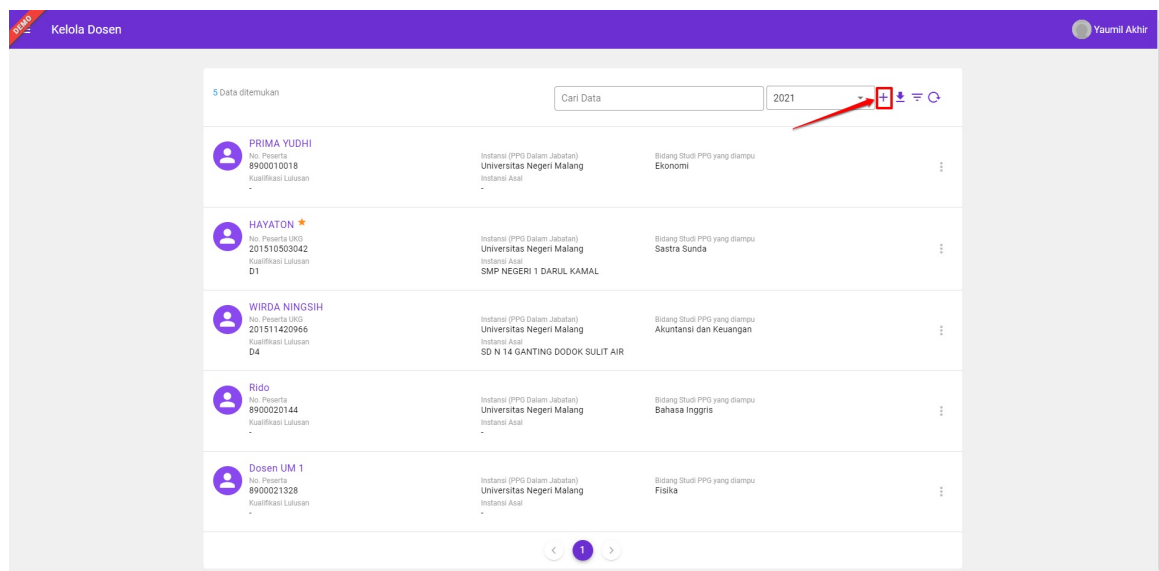 DEMO
Kelola Dosen
Yaumil Akhir
5 Data ditemukan
Cari Data
2021
PRIMA YUDHI
No. Peserta
8900010018
Kualifikasi Lulusan
-
Instansi (PPG Dalam Jabatan)
Universitas Negeri Malang
Instansi Asal
-
Bidang Studi PPG yang diampu
Ekonomi
HAYATON
No. Peserta UKG
201510503042
Kualifikasi Lulusan
D1
Instansi (PPG Dalam Jabatan)
Universitas Negeri Malang
Instansi Asal
SMP NEGERI 1 DARUL KAMAL
Bidang Studi PPG yang diampu
Sastra Sunda
WIRDA NINGSIH
No. Peserta UKG
201511420966
Kualifikasi Lulusan
D4
Instansi (PPG Dalam Jabatan)
Universitas Negeri Malang
Instansi Asal
SD N 14 GANTING DODOK SULIT AIR
Bidang Studi PPG yang diampu
Akuntansi dan Keuangan
Rido
No. Peserta
8900020144
Kualifikasi Lulusan
-
Instansi (PPG Dalam Jabatan)
Universitas Negeri Malang
Instansi Asal
-
Bidang Studi PPG yang diampu
Bahasa Inggris
Dosen UM 1
No. Peserta
8900021328
Kualifikasi Lulusan
-
Instansi (PPG Dalam Jabatan)
Universitas Negeri Malang
Instansi Asal
-
Bidang Studi PPG yang diampu
Fisika
1